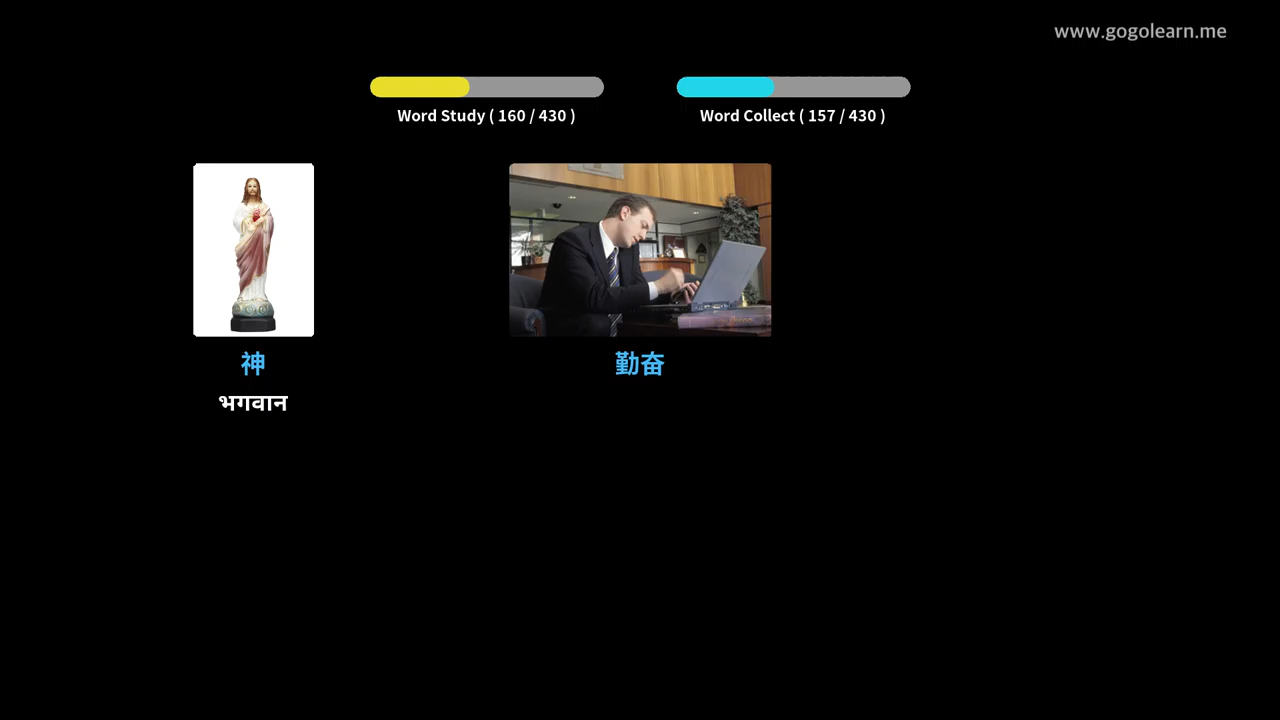 www.gogolearn.me
Word Study ( 160 / 430 )
Word Collect ( 157 / 430 )
神
勤奋
भगवान